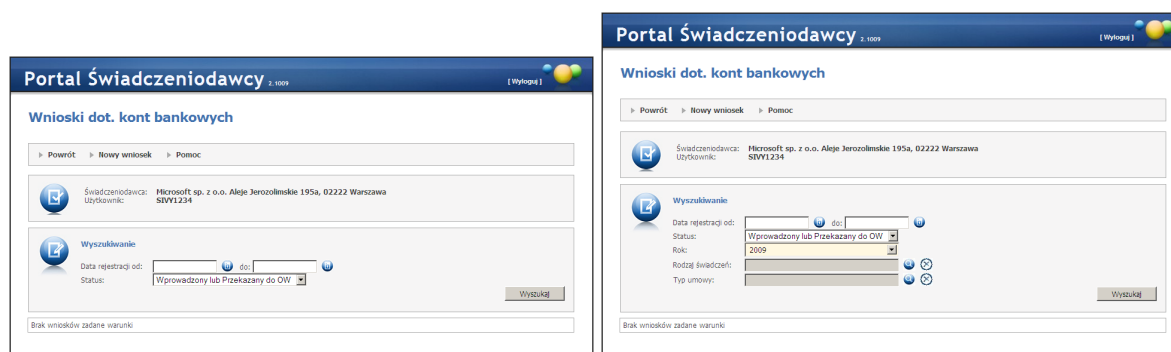 Portal Świadczeniodawcy 2.1009
[ Wyloguj ]
Wnioski dot. kont bankowych
Powrót Nowy wniosek Pomoc
Świadczeniodawca: Microsoft sp. z o.o. Aleje Jerozolimskie 195a, 02222 Warszawa
Użytkownik: SIVY1234
Wyszukiwanie
Data rejestracji od: do:
Status: Wprowadzony lub Przekazany do OW
Wyszukaj
Brak wniosków zadane warunki
Portal Świadczeniodawcy 2.1009
[ Wyloguj ]
Wnioski dot. kont bankowych
Powrót Nowy wniosek Pomoc
Świadczeniodawca: Microsoft sp. z o.o. Aleje Jerozolimskie 195a, 02222 Warszawa
Użytkownik: SIVY1234
Wyszukiwanie
Data rejestracji od: do:
Status: Wprowadzony lub Przekazany do OW
Rok: 2009
Rodzaj świadczeń:
Typ umowy:
Wyszukaj
Brak wniosków zadane warunki